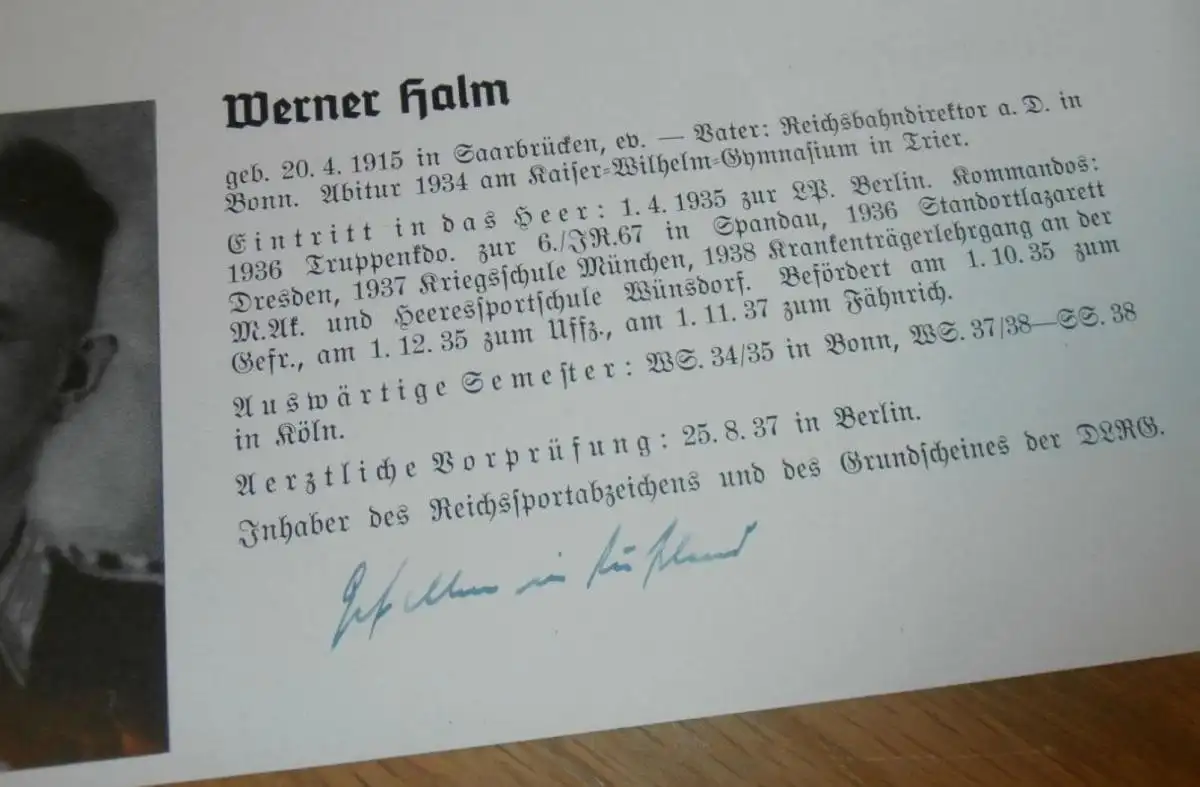 Werner Halm
geb. 20. 4. 1915 in Saarbrücken, ev. — Vater: Reichsbahndirektor a. D. in
Bonn. Abitur 1934 am Kaiser-Wilhelm-Gymnasium in Trier.
Eintritt in das Heer: 1. 4. 1935 zur LP. Berlin. Kommandos:
1936 Truppenkdo. zur 6./JR. 67 in Spandau, 1936 Standortlazarett
Dresden, 1937 Kriegsschule München, 1938 Krankenträgerlehrgang an der
M.Ak. und Heeressportschule Wünsdorf. Befördert am 1. 10. 35 zum
Gefr., am 1. 12. 35 zum Uffz., am 1. 11. 37 zum Fähnrich.
Auswärtige Semester: WS. 34/35 in Bonn, WS. 37/38—SS. 38
in Köln.
Aerztliche Vorprüfung: 25. 8. 37 in Berlin.
Inhaber des Reichssportabzeichens und des Grundscheines der DLRG.
Gefallen in Rußland